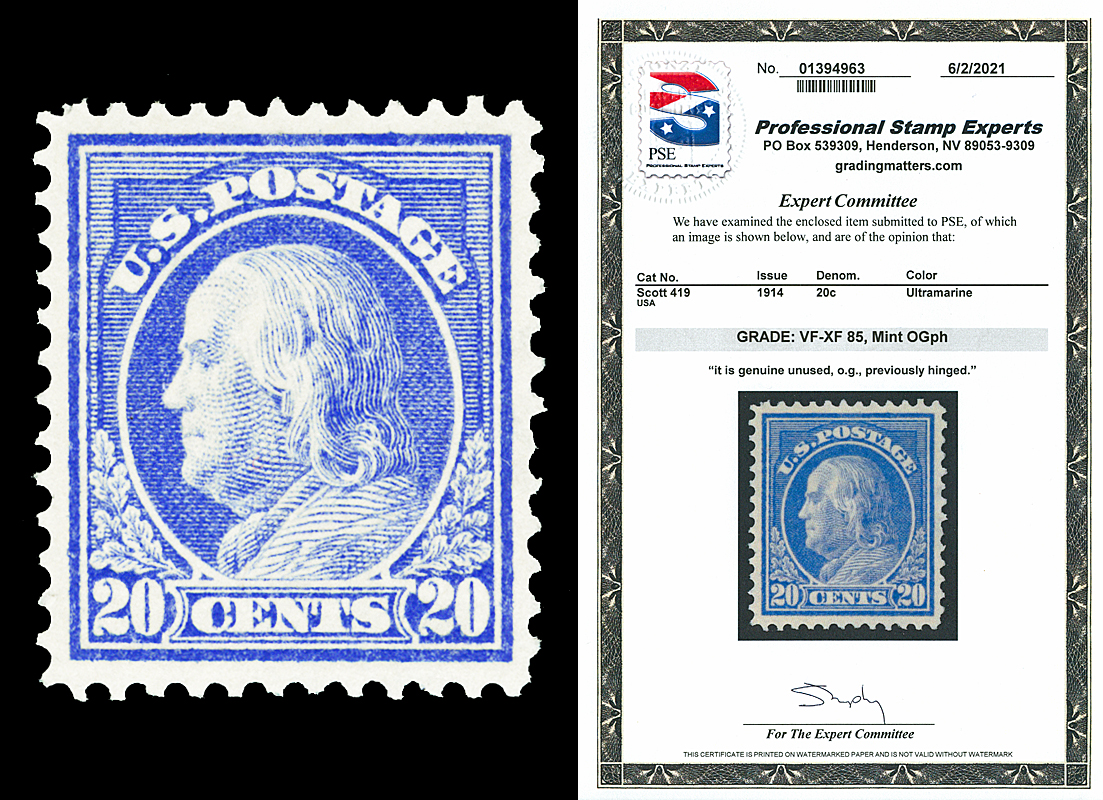 U.S. POSTAGE
20 CENTS 20
No. 01394963
6/2/2021
PSE
PROFESSIONAL STAMP EXPERTS
Professional Stamp Experts
PO Box 539309, Henderson, NV 89053-9309
gradingmatters.com
Expert Committee
We have examined the enclosed item submitted to PSE, of which
an image is shown below, and are of the opinion that:
Cat No. Issue Denom. Color
Scott 419 1914 20c Ultramarine
USA
GRADE: VF-XF 85, Mint OGph
“it is genuine unused, o.g., previously hinged.”
U.S. POSTAGE
20 CENTS 20
For The Expert Committee
THIS CERTIFICATE IS PRINTED ON WATERMARKED PAPER AND IS NOT VALID WITHOUT WATERMARK